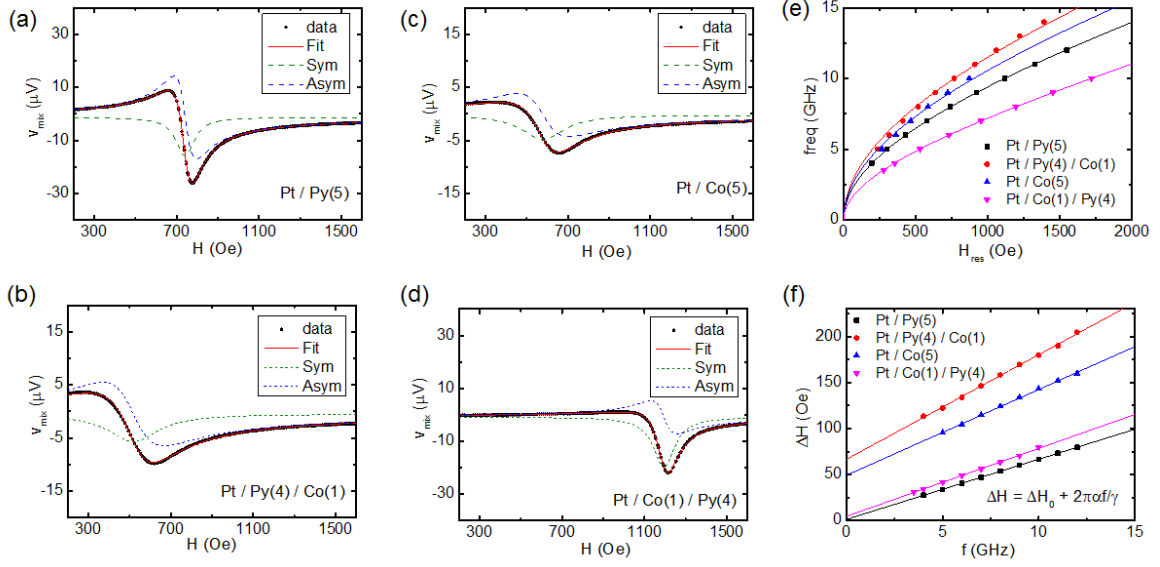 (a)
40
10
-10
-30
v_mix (μV)
data
Fit
Sym
Asym
Pt / Py(5)
300 700 1100 1500
H (Oe)
(b)
15
5
-5
-15
v_mix (μV)
data
Fit
Sym
Asym
Pt / Py(4) / Co(1)
300 700 1100 1500
H (Oe)
(c)
15
5
-5
-15
v_mix (μV)
data
Fit
Sym
Asym
Pt / Co(5)
300 700 1100 1500
H (Oe)
(d)
30
10
-10
-30
v_mix (μV)
data
Fit
Sym
Asym
Pt / Co(1) / Py(4)
300 700 1100 1500
H (Oe)
(e)
15
10
5
0
freq (GHz)
Pt / Py(5)
Pt / Py(4) / Co(1)
Pt / Co(5)
Pt / Co(1) / Py(4)
0 500 1000 1500 2000
H_res (Oe)
(f)
200
150
100
50
0
ΔH (Oe)
Pt / Py(5)
Pt / Py(4) / Co(1)
Pt / Co(5)
Pt / Co(1) / Py(4)
ΔH = ΔH₀ + 2παf/γ
0 5 10 15
f (GHz)